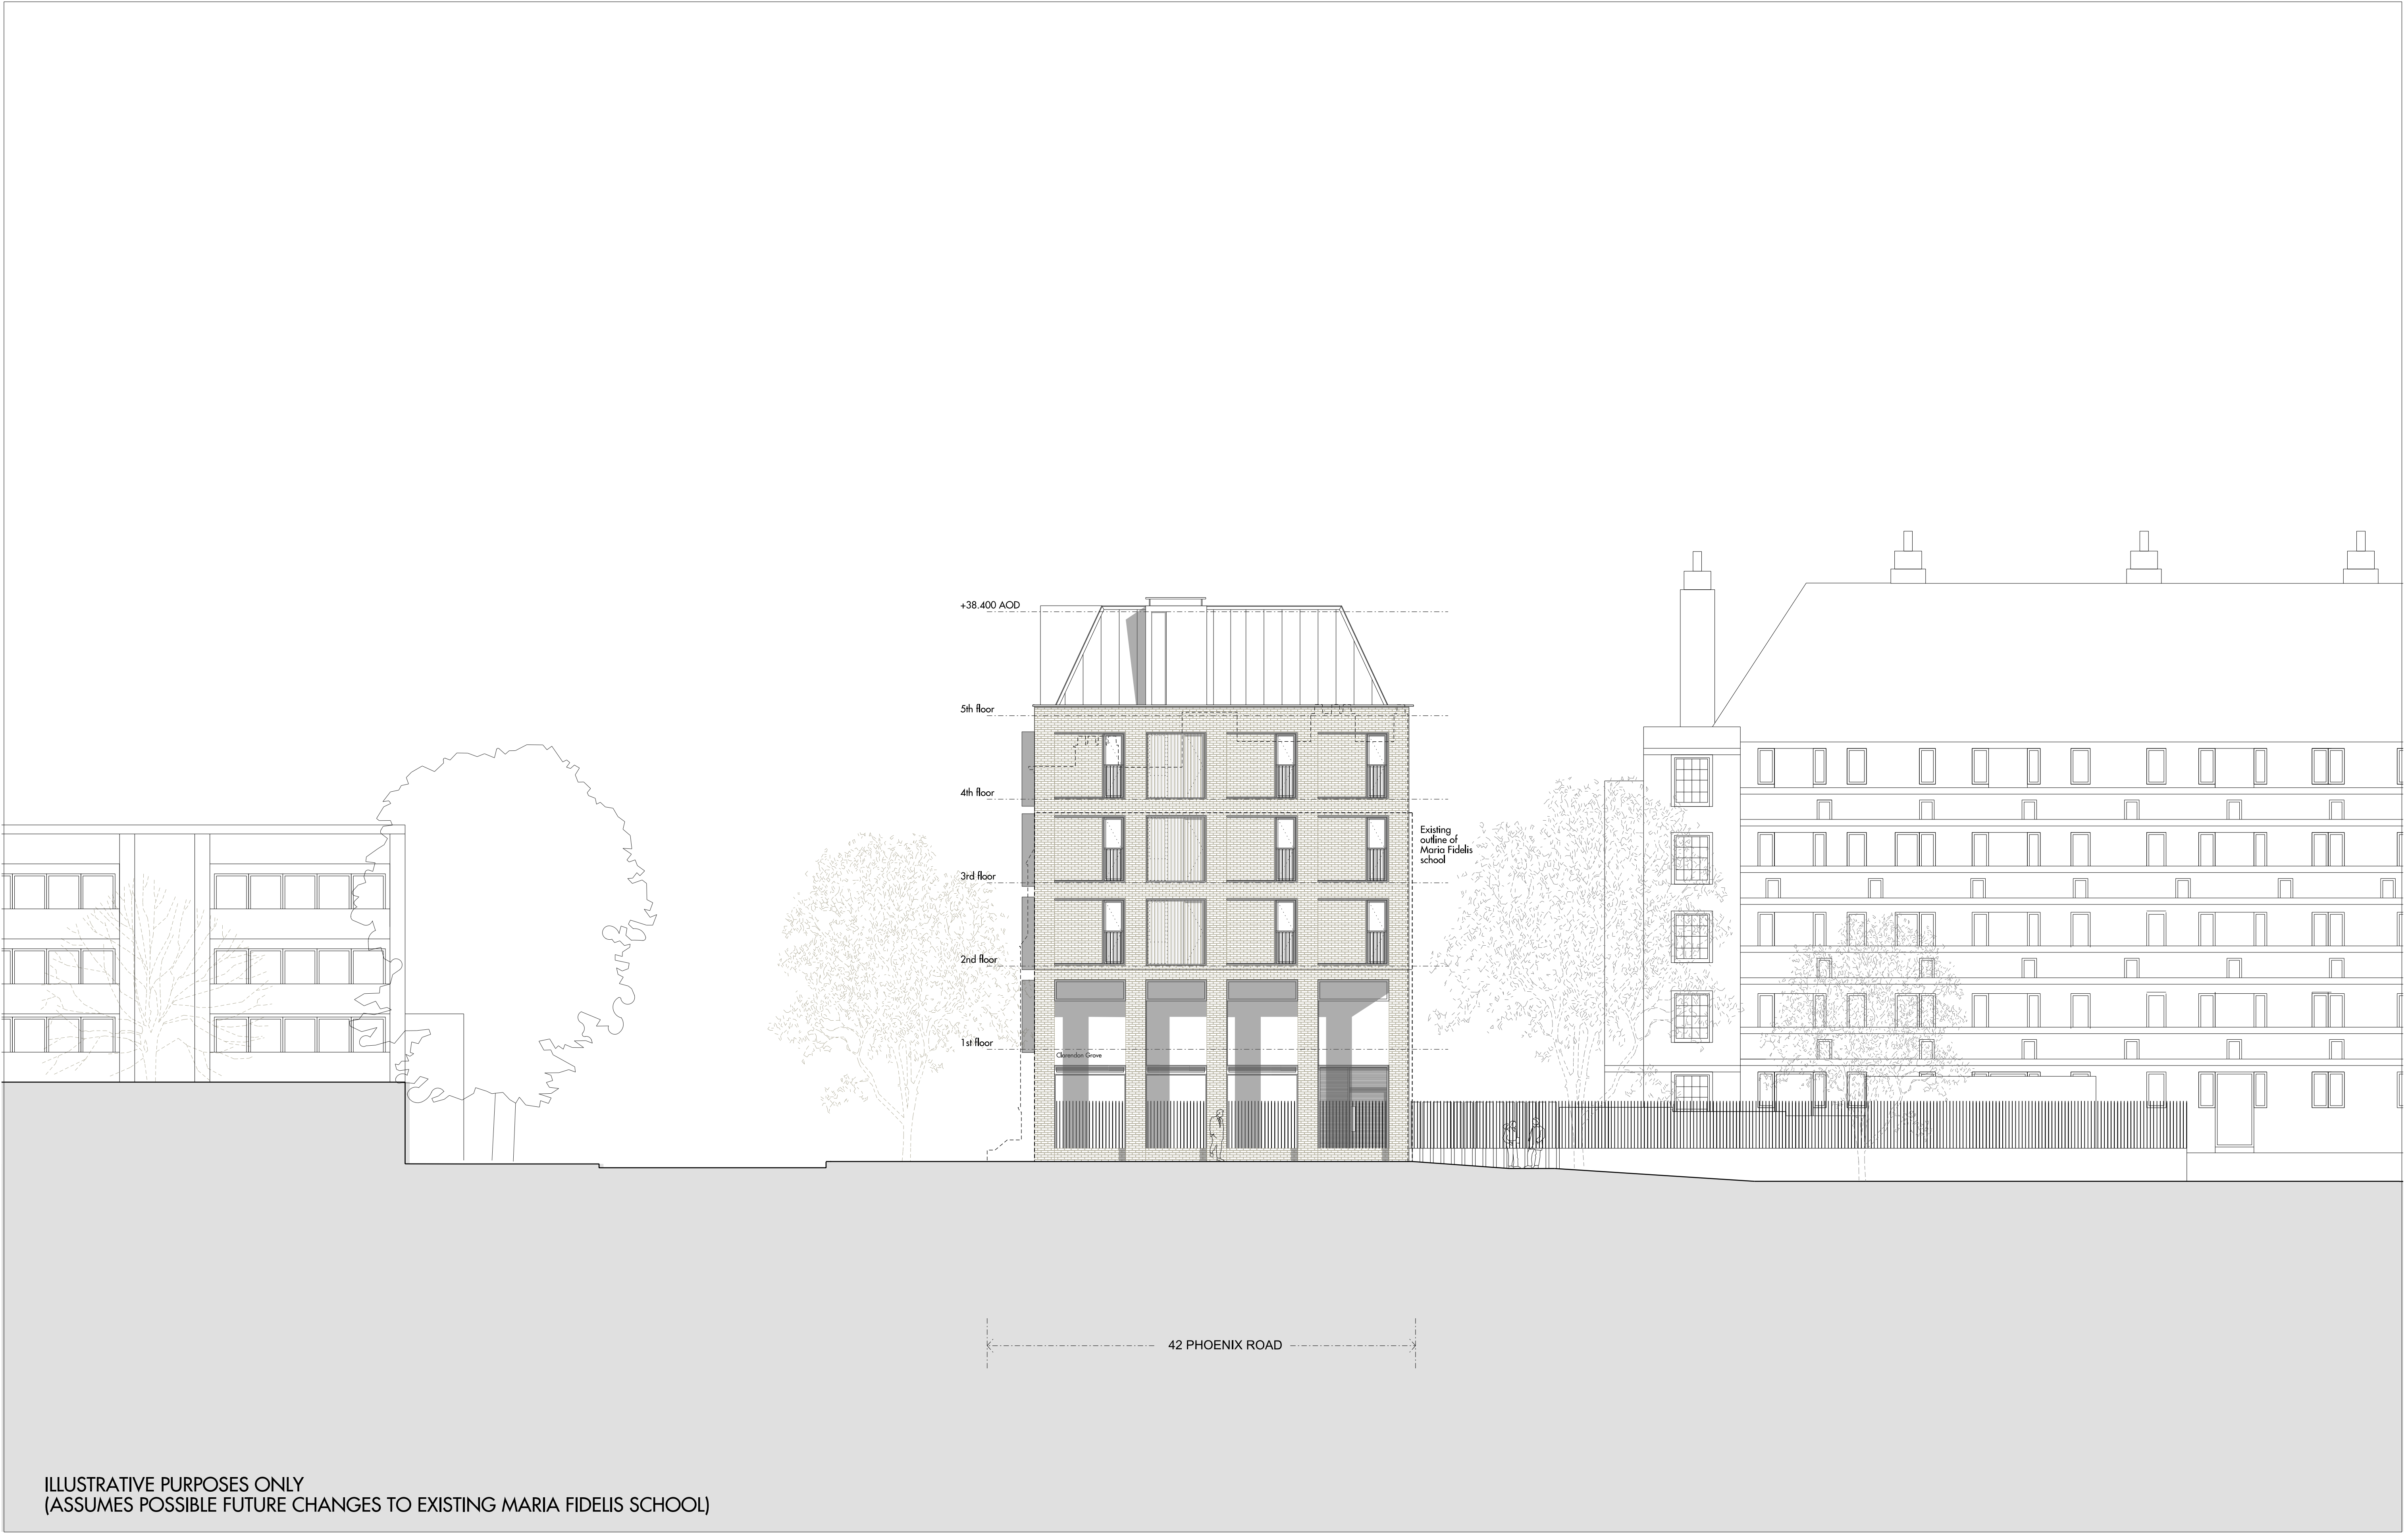 +38.400 AOD
5th floor
4th floor
Existing
outline of
Maria Fidelis
school
3rd floor
2nd floor
1st floor
Clarendon Grove
42 PHOENIX ROAD
ILLUSTRATIVE PURPOSES ONLY
(ASSUMES POSSIBLE FUTURE CHANGES TO EXISTING MARIA FIDELIS SCHOOL)